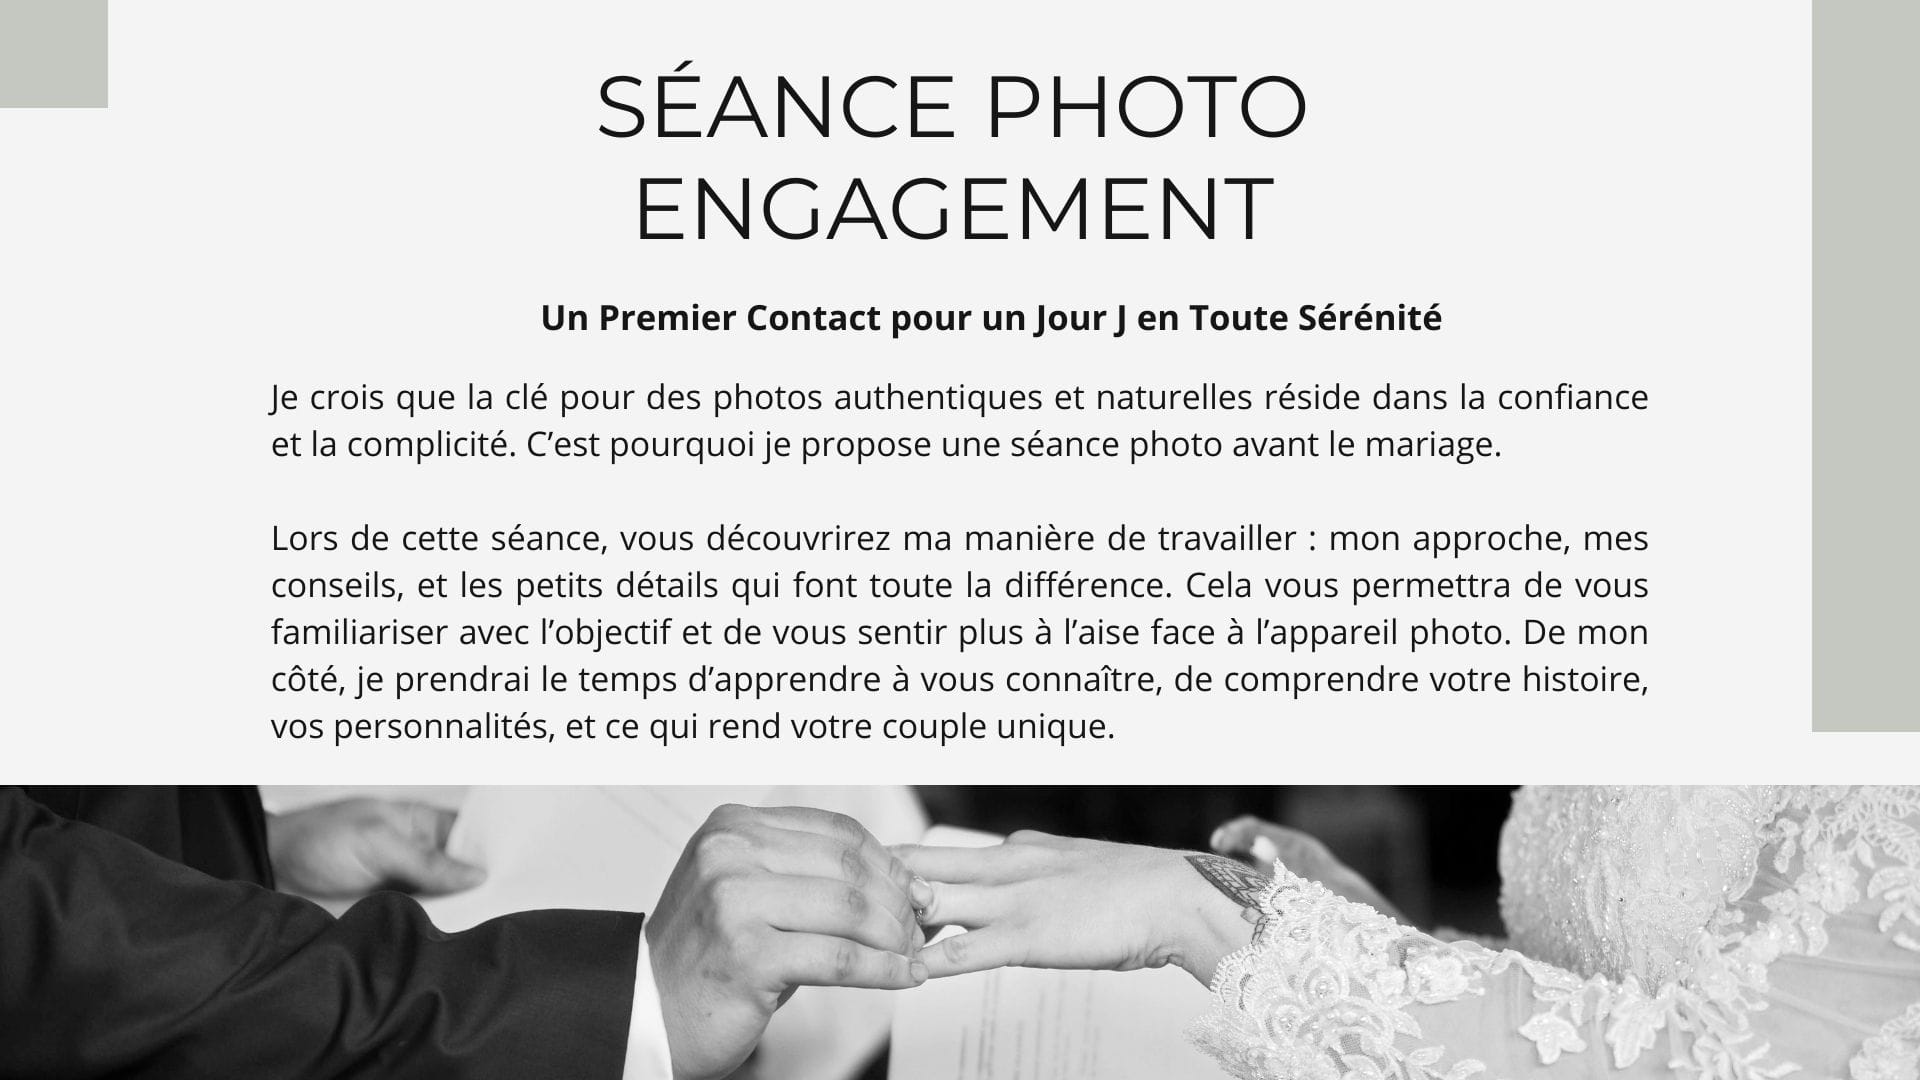 SÉANCE PHOTO
ENGAGEMENT
Un Premier Contact pour un Jour J en Toute Sérénité
Je crois que la clé pour des photos authentiques et naturelles réside dans la confiance
et la complicité. C’est pourquoi je propose une séance photo avant le mariage.
Lors de cette séance, vous découvrirez ma manière de travailler : mon approche, mes
conseils, et les petits détails qui font toute la différence. Cela vous permettra de vous
familiariser avec l’objectif et de vous sentir plus à l’aise face à l’appareil photo. De mon
côté, je prendrai le temps d’apprendre à vous connaître, de comprendre votre histoire,
vos personnalités, et ce qui rend votre couple unique.